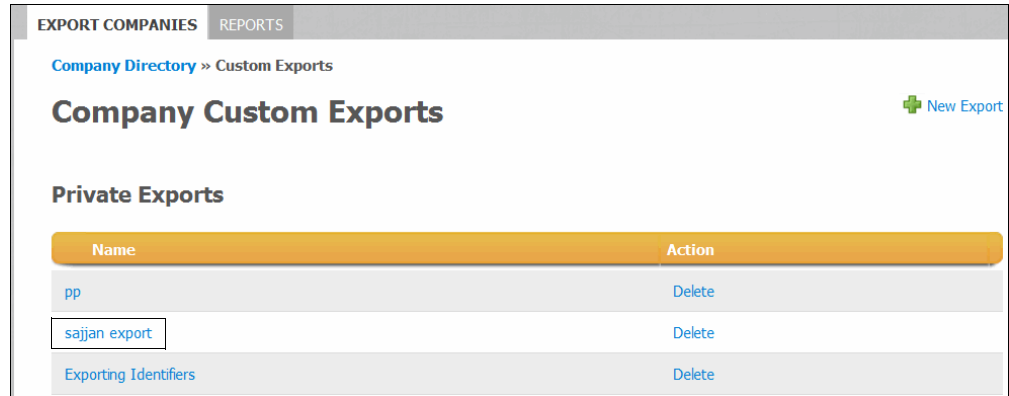 EXPORT COMPANIES REPORTS
Company Directory » Custom Exports
Company Custom Exports
New Export
Private Exports
Name Action
pp Delete
sajjan export Delete
Exporting Identifiers Delete